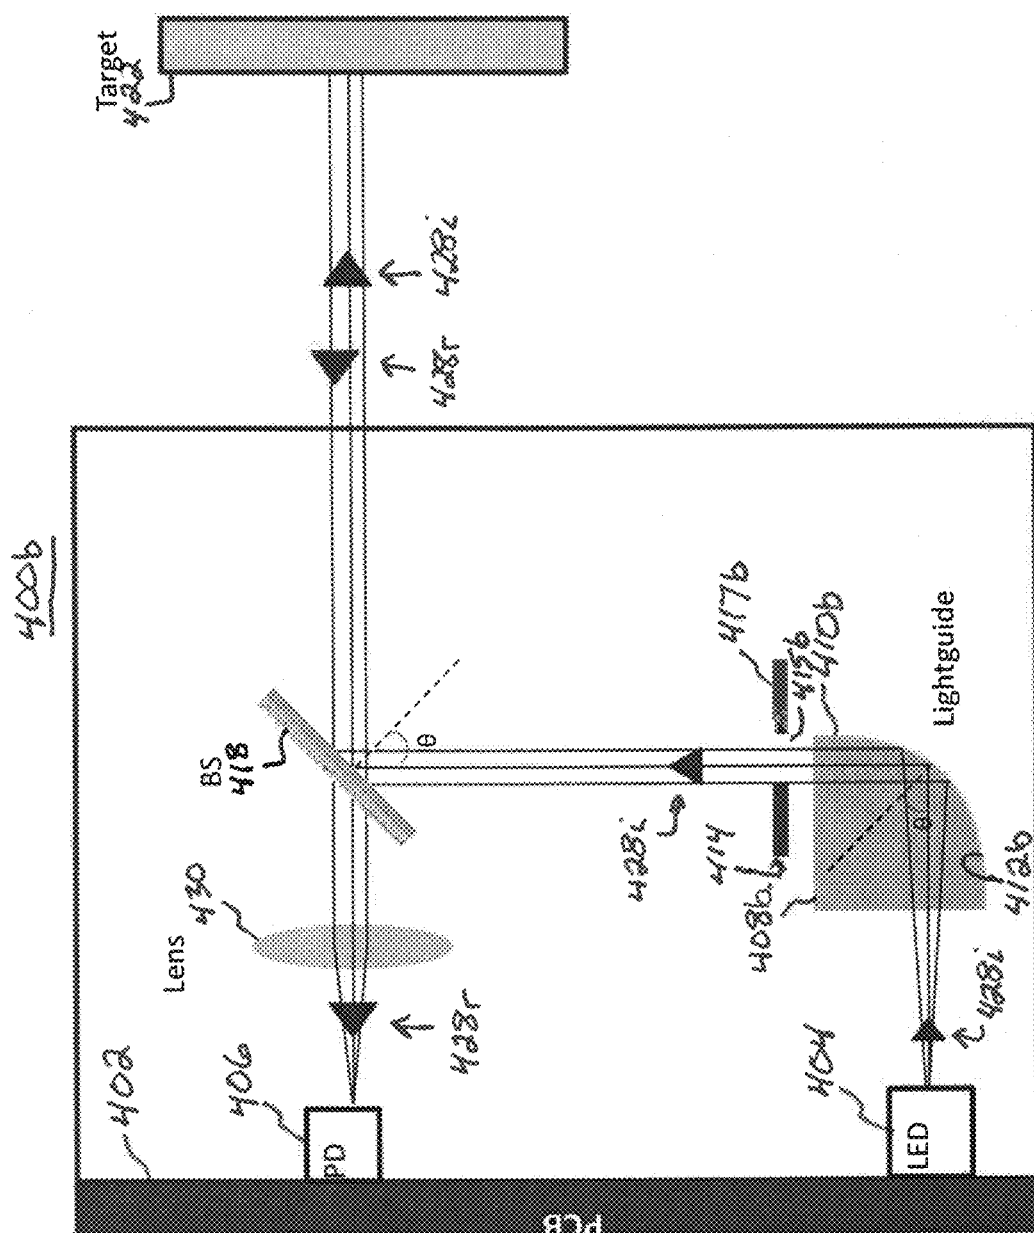 400b
Target
422
428i
428r
BS
418
θ
417b
415b
410b
Lightguide
428i
414
408b
θ
412b
Lens
430
428r
428i
402
406
PD
404
LED
PCB